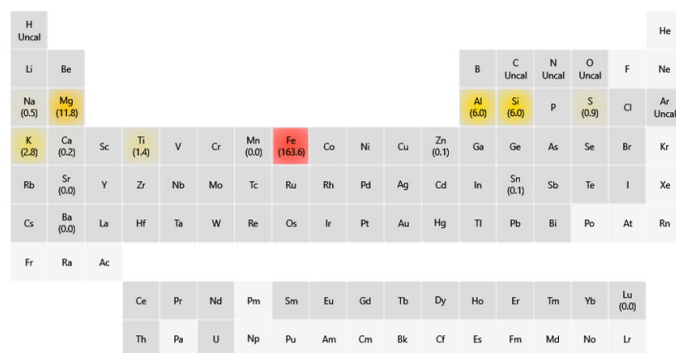 H He
Uncal
Li Be B C N O F Ne
Uncal Uncal Uncal
Na Mg Al Si P S Cl Ar
(0.5) (11.8) (6.0) (6.0) (0.9) Uncal
K Ca Sc Ti V Cr Mn Fe Co Ni Cu Zn Ga Ge As Se Br Kr
(2.8) (0.2) (1.4) (0.0) (163.6) (0.1)
Rb Sr Y Zr Nb Mo Tc Ru Rh Pd Ag Cd In Sn Sb Te I Xe
(0.0) (0.1)
Cs Ba La Hf Ta W Re Os Ir Pt Au Hg Tl Pb Bi Po At Rn
(0.0)
Fr Ra Ac
Ce Pr Nd Pm Sm Eu Gd Tb Dy Ho Er Tm Yb Lu
(0.0)
Th Pa U Np Pu Am Cm Bk Cf Es Fm Md No Lr